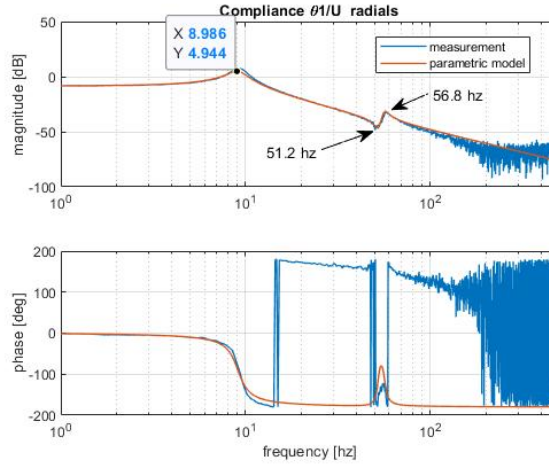 Compliance θ1/U radials
50
0
-50
-100
magnitude [dB]
X 8.986
Y 4.944
measurement
parametric model
56.8 hz
51.2 hz
10^0
10^1
10^2
200
100
0
-100
-200
phase [deg]
10^0
10^1
10^2
frequency [hz]